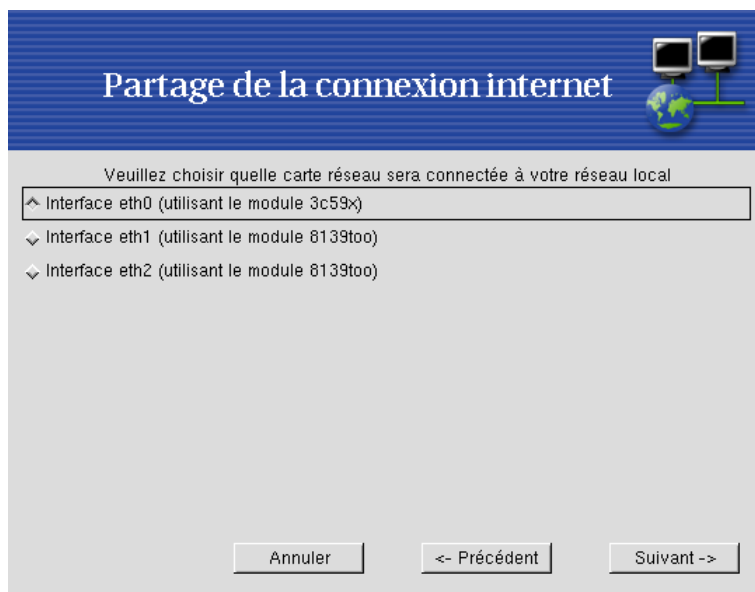 Partage de la connexion internet
Veuillez choisir quelle carte réseau sera connectée à votre réseau local
Interface eth0 (utilisant le module 3c59x)
Interface eth1 (utilisant le module 8139too)
Interface eth2 (utilisant le module 8139too)
Annuler
<- Précédent
Suivant ->